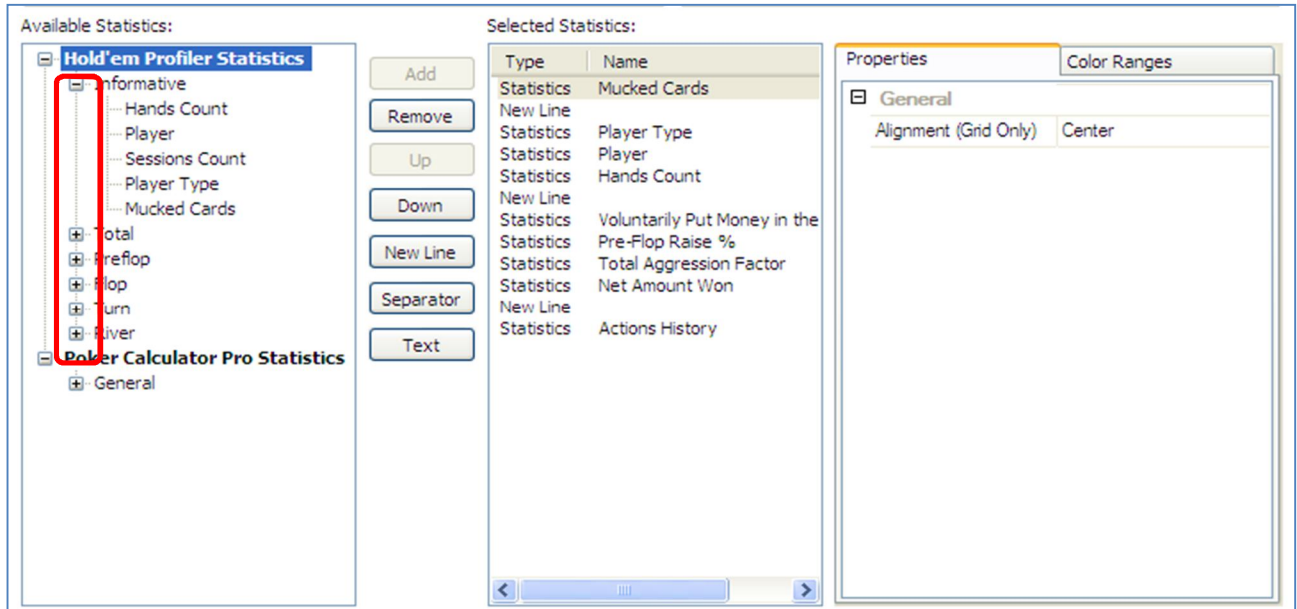 Available Statistics:
Hold'em Profiler Statistics
Informative
Hands Count
Player
Sessions Count
Player Type
Mucked Cards
Total
Preflop
Flop
Turn
River
Poker Calculator Pro Statistics
General
Add
Remove
Up
Down
New Line
Separator
Text
Selected Statistics:
Type Name
Statistics Mucked Cards
New Line
Statistics Player Type
Statistics Player
Statistics Hands Count
New Line
Statistics Voluntarily Put Money in the
Statistics Pre-Flop Raise %
Statistics Total Aggression Factor
Statistics Net Amount Won
New Line
Statistics Actions History
Properties Color Ranges
General
Alignment (Grid Only) Center